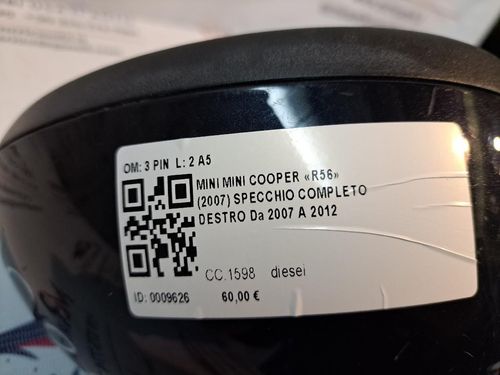 OM: 3 PIN L: 2 A5
MINI MINI COOPER «R56»
(2007) SPECCHIO COMPLETO
DESTRO Da 2007 A 2012
CC.1598 diesei
ID: 0009626 60,00 €